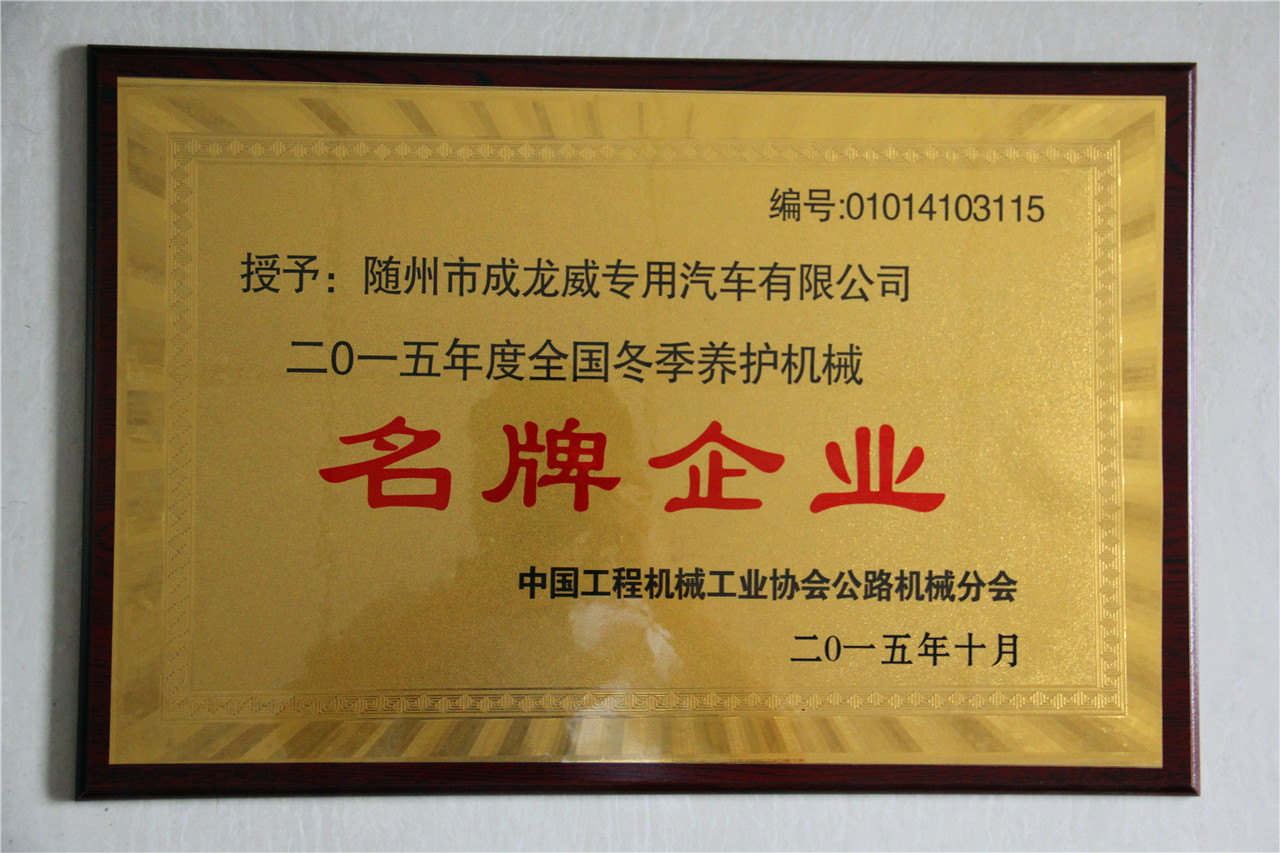 编号:01014103115
授予：随州市成龙威专用汽车有限公司
二0一五年度全国冬季养护机械
名牌企业
中国工程机械工业协会公路机械分会
二0一五年十月